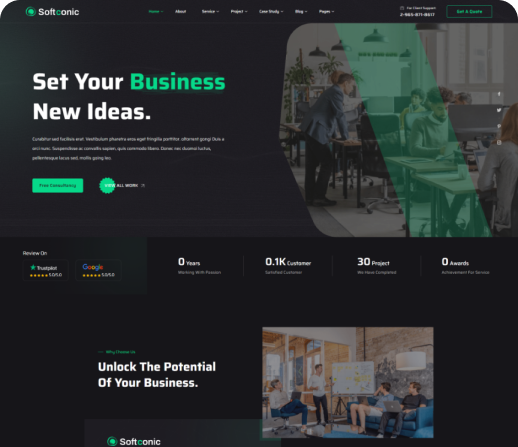 Softconic
Home
About
Service
Project
Case Study
Blog
Pages
For Client Support
2-965-871-8617
Get A Quote
Set Your Business
New Ideas.
Curabitur sed facilisis erat. Vestibulum pharetra eros eget fringilla porttitor. ofterrent gong! Duis a
orci nunc. Suspendisse ac convallis sapien, quis commodo libero. Donec nec duomoi luctus,
pellentesque lacus sed, mollis going leo.
Free Consultancy
VIEW ALL WORK
Review On
Trustpilot
5.0/5.0
Google
5.0/5.0
0 Years
Working With Passion
0.1K Customer
Satisfied Customer
30 Project
We Have Completed
0 Awards
Achievement For Service
Why Choose Us
Unlock The Potential
Of Your Business.
Softconic